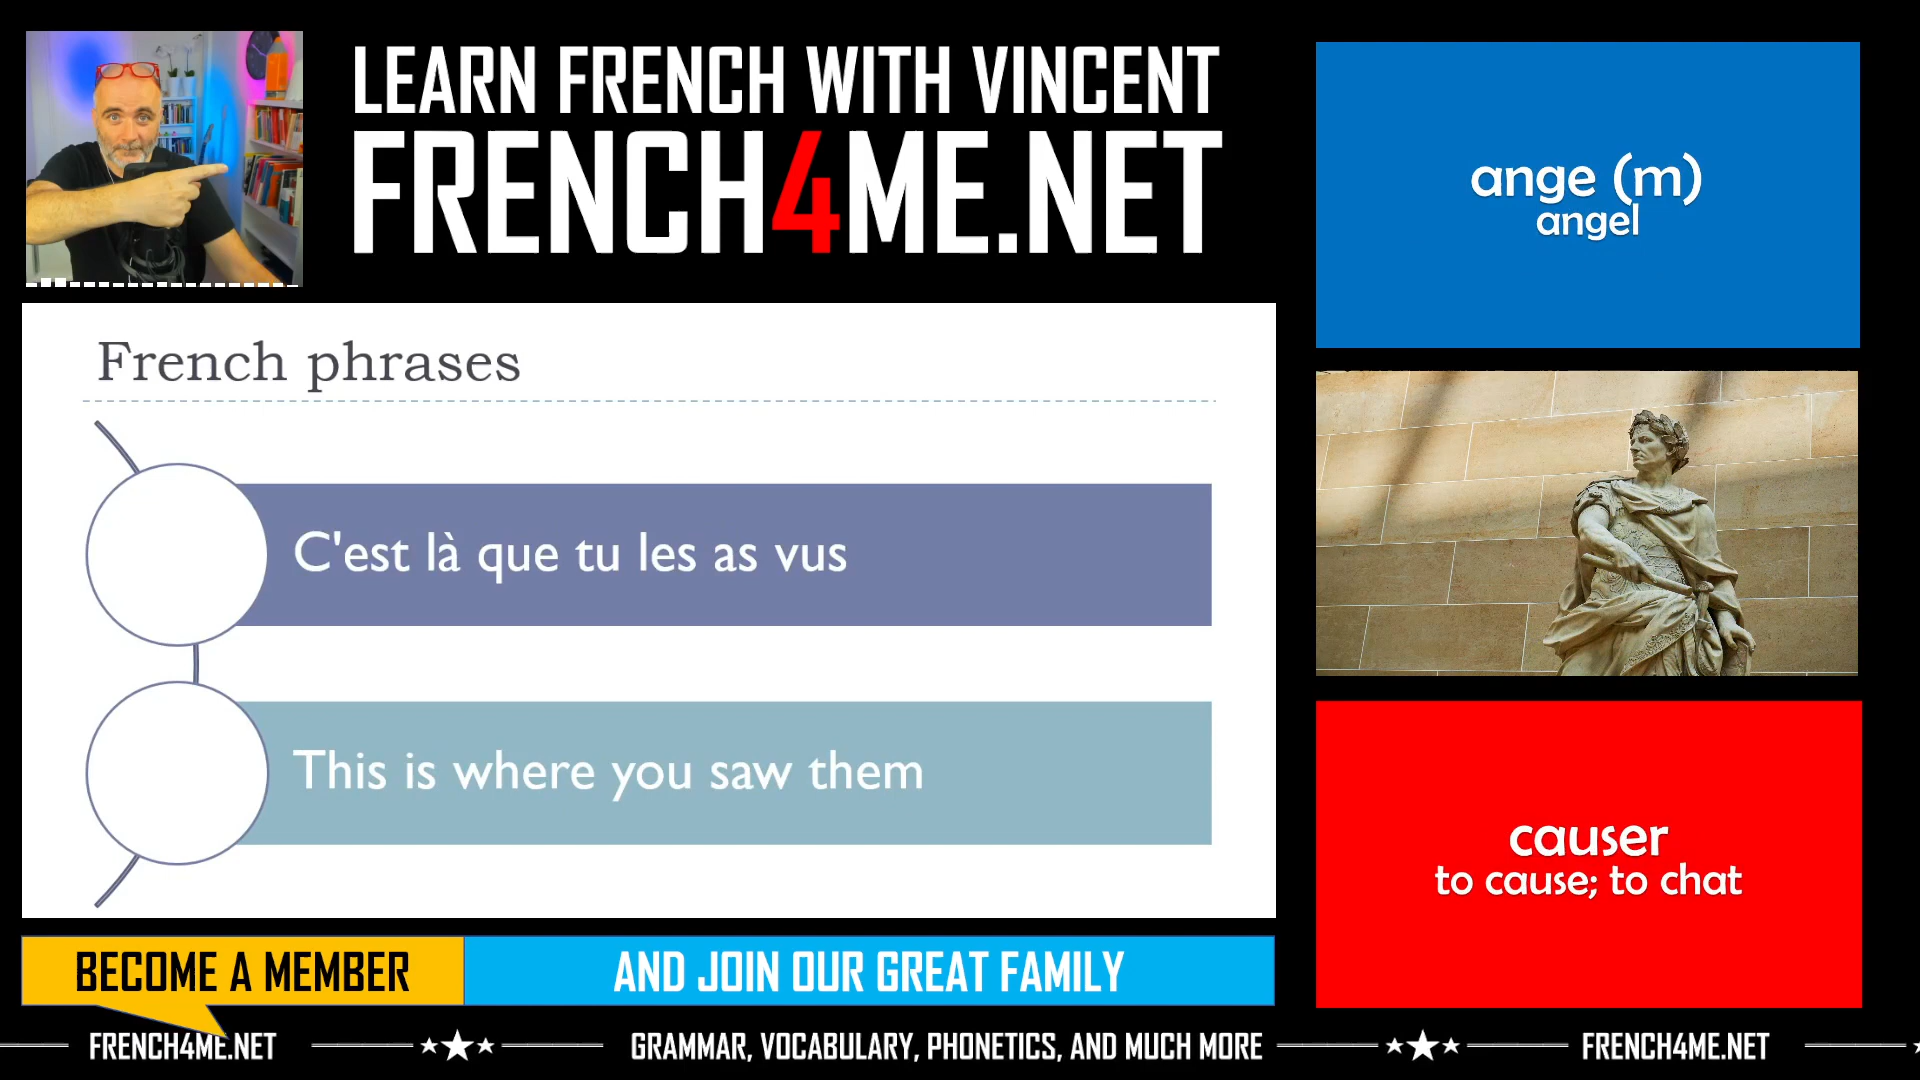 LEARN FRENCH WITH VINCENT
FRENCH4ME.NET
ange (m)
angel
French phrases
C'est là que tu les as vus
This is where you saw them
causer
to cause; to chat
BECOME A MEMBER
AND JOIN OUR GREAT FAMILY
FRENCH4ME.NET
GRAMMAR, VOCABULARY, PHONETICS, AND MUCH MORE
FRENCH4ME.NET